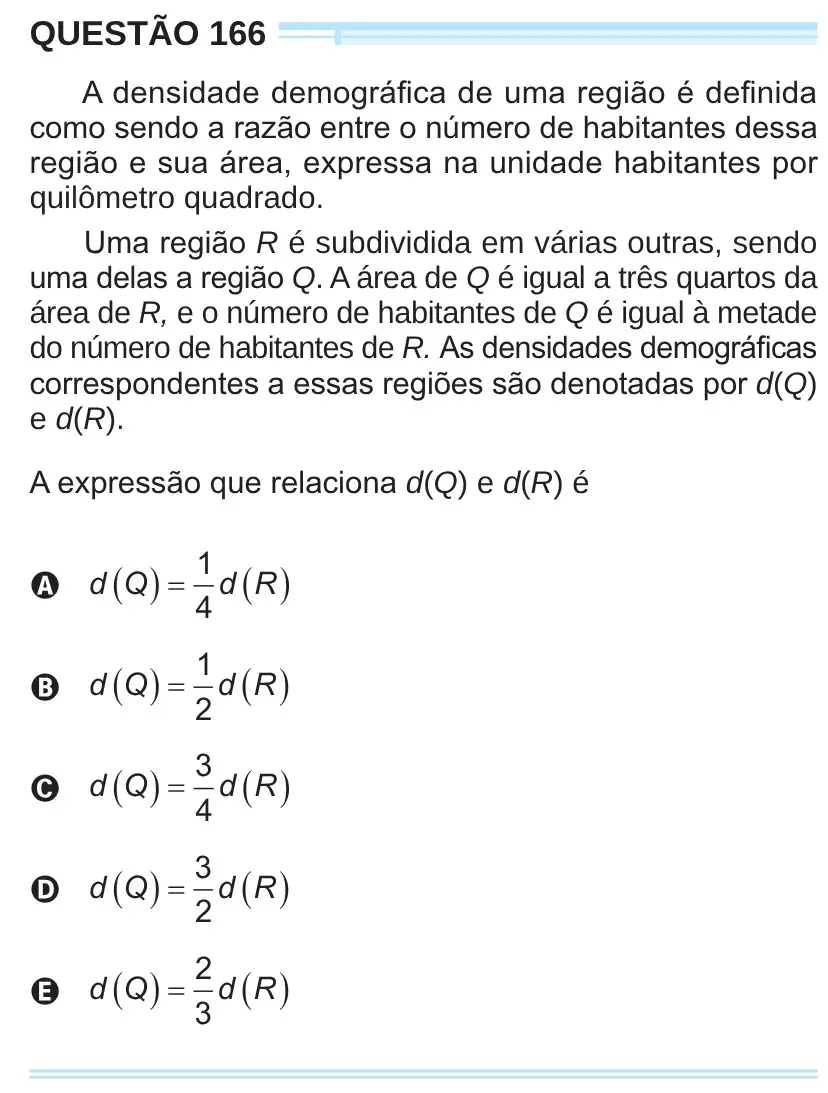 QUESTÃO 166
A densidade demográfica de uma região é definida
como sendo a razão entre o número de habitantes dessa
região e sua área, expressa na unidade habitantes por
quilômetro quadrado.
Uma região R é subdividida em várias outras, sendo
uma delas a região Q. A área de Q é igual a três quartos da
área de R, e o número de habitantes de Q é igual à metade
do número de habitantes de R. As densidades demográficas
correspondentes a essas regiões são denotadas por d(Q)
e d(R).
A expressão que relaciona d(Q) e d(R) é
A d(Q) = 1/4 d(R)
B d(Q) = 1/2 d(R)
C d(Q) = 3/4 d(R)
D d(Q) = 3/2 d(R)
E d(Q) = 2/3 d(R)